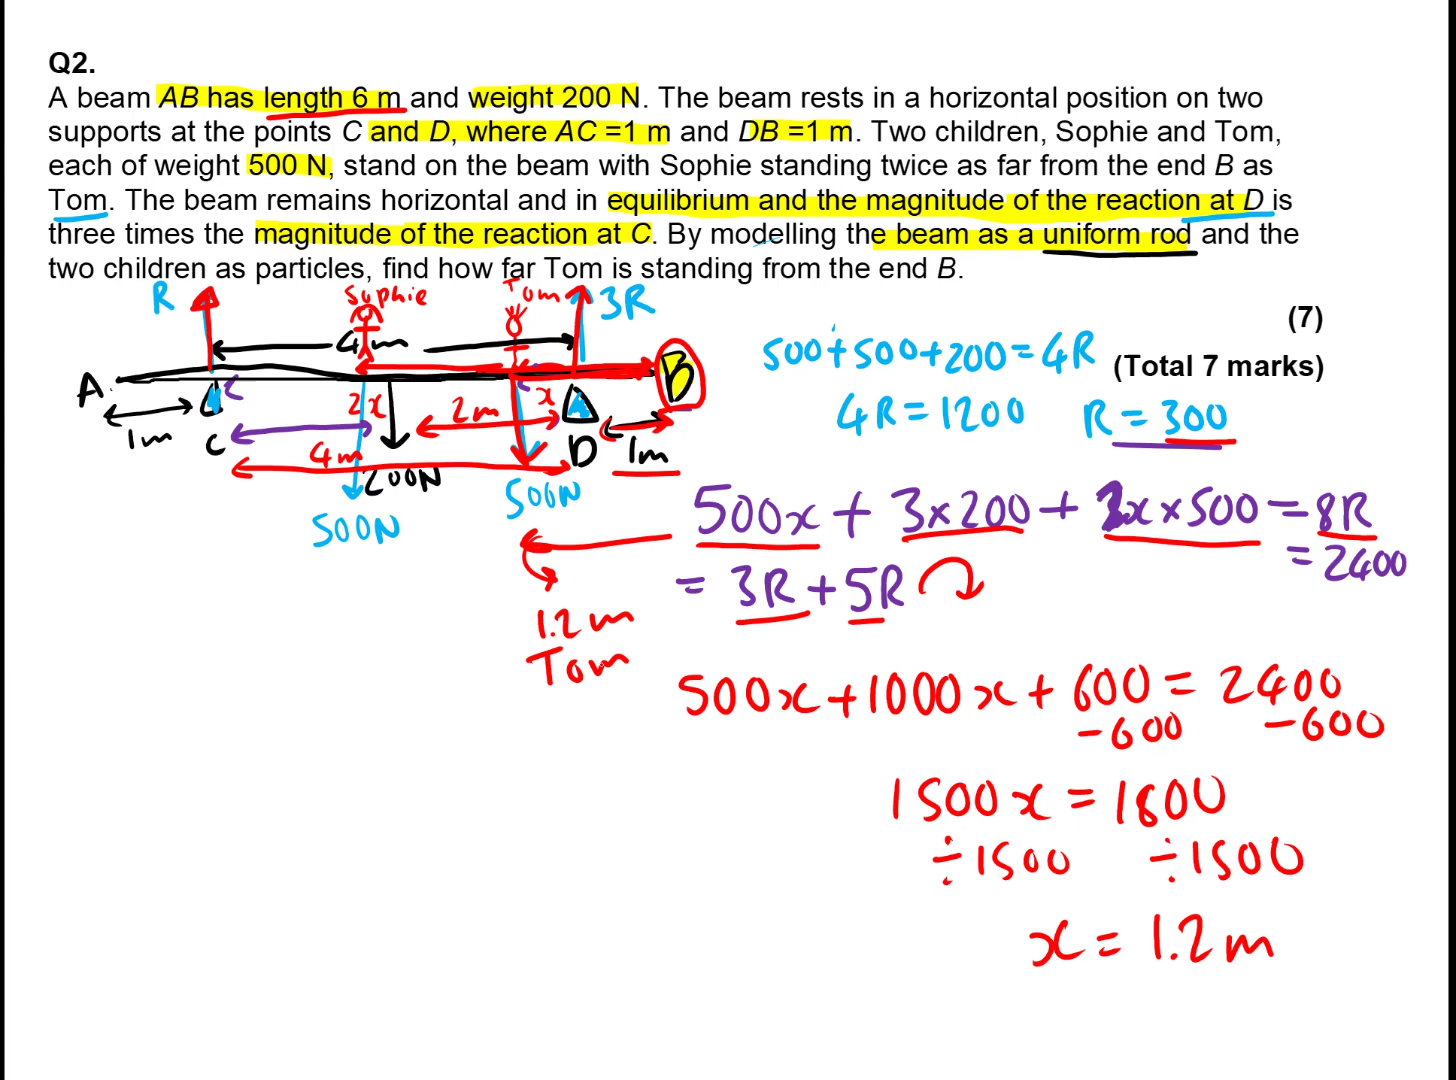 Q2.
A beam AB has length 6 m and weight 200 N. The beam rests in a horizontal position on two
supports at the points C and D, where AC =1 m and DB =1 m. Two children, Sophie and Tom,
each of weight 500 N, stand on the beam with Sophie standing twice as far from the end B as
Tom. The beam remains horizontal and in equilibrium and the magnitude of the reaction at D is
three times the magnitude of the reaction at C. By modelling the beam as a uniform rod and the
two children as particles, find how far Tom is standing from the end B.
(7)
(Total 7 marks)
R Sophie Tom 3R
4m
A B
2x x
1m C 2m D 1m
4m
200N
500N 500N
500+500+200=4R
4R=1200 R=300
500x + 3×200 + 2x×500 = 8R
= 2400
= 3R + 5R
1.2m
Tom
500x+1000x+600=2400
-600 -600
1500x=1800
÷1500 ÷1500
x=1.2m